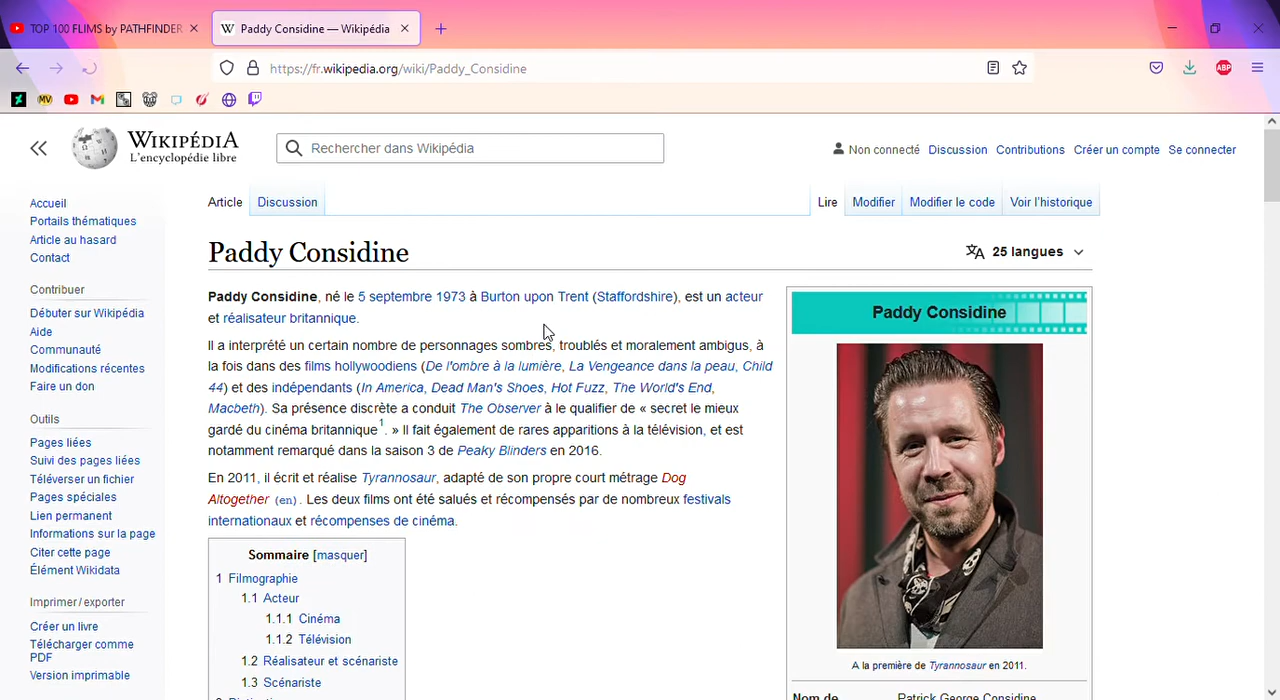 TOP 100 FLIMS by PATHFINDER
Paddy Considine — Wikipédia
https://fr.wikipedia.org/wiki/Paddy_Considine
ABP
MV
WIKIPÉDIA
L'encyclopédie libre
Rechercher dans Wikipédia
Non connecté Discussion Contributions Créer un compte Se connecter
Accueil
Portails thématiques
Article au hasard
Contact
Contribuer
Débuter sur Wikipédia
Aide
Communauté
Modifications récentes
Faire un don
Outils
Pages liées
Suivi des pages liées
Téléverser un fichier
Pages spéciales
Lien permanent
Informations sur la page
Citer cette page
Élément Wikidata
Imprimer / exporter
Créer un livre
Télécharger comme
PDF
Version imprimable
Article Discussion Lire Modifier Modifier le code Voir l'historique
Paddy Considine
25 langues
Paddy Considine, né le 5 septembre 1973 à Burton upon Trent (Staffordshire), est un acteur
et réalisateur britannique.
Il a interprété un certain nombre de personnages sombres, troublés et moralement ambigus, à
la fois dans des films hollywoodiens (De l'ombre à la lumière, La Vengeance dans la peau, Child
44) et des indépendants (In America, Dead Man's Shoes, Hot Fuzz, The World's End,
Macbeth). Sa présence discrète a conduit The Observer à le qualifier de « secret le mieux
gardé du cinéma britannique1. » Il fait également de rares apparitions à la télévision, et est
notamment remarqué dans la saison 3 de Peaky Blinders en 2016.
En 2011, il écrit et réalise Tyrannosaur, adapté de son propre court métrage Dog
Altogether (en). Les deux films ont été salués et récompensés par de nombreux festivals
internationaux et récompenses de cinéma.
Sommaire [masquer]
1 Filmographie
1.1 Acteur
1.1.1 Cinéma
1.1.2 Télévision
1.2 Réalisateur et scénariste
1.3 Scénariste
Paddy Considine
A la première de Tyrannosaur en 2011.
Nom de Patrick George Considine